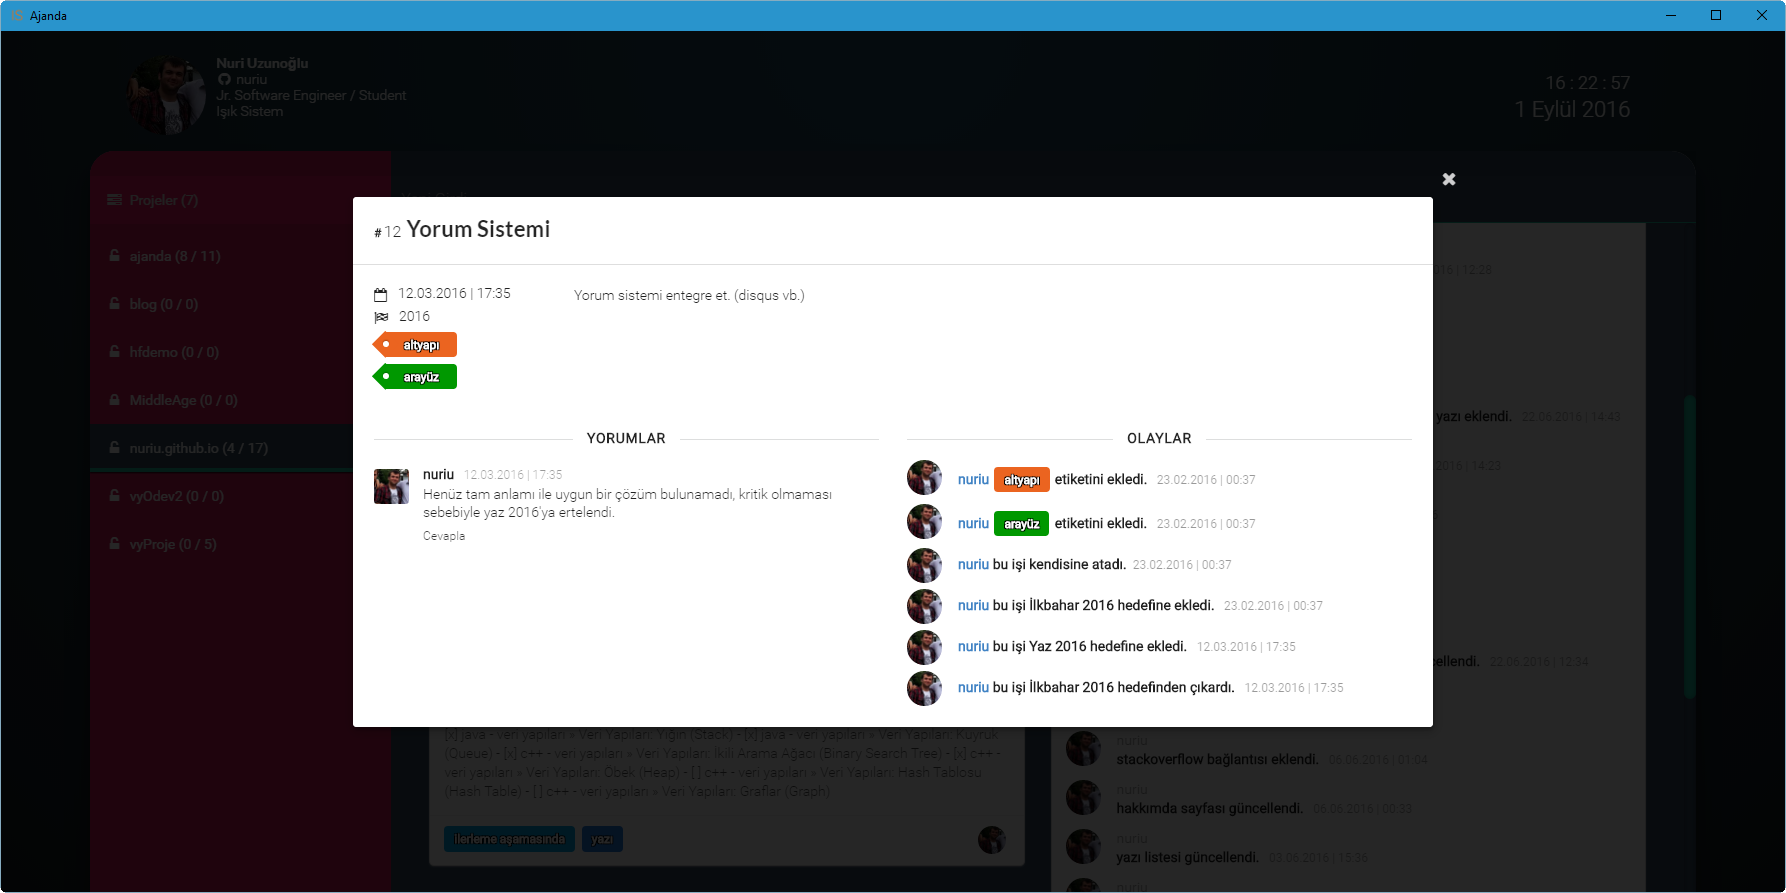 IS Ajanda
Nuri Uzunoğlu
nuriu
Jr. Software Engineer / Student
Işık Sistem
16 : 22 : 57
1 Eylül 2016
Projeler (7)
ajanda (8 / 11)
blog (0 / 0)
hfdemo (0 / 0)
MiddleAge (0 / 0)
nuriu.github.io (4 / 17)
vyOdev2 (0 / 0)
vyProje (0 / 5)
#12 Yorum Sistemi
12.03.2016 | 17:35
2016
altyapı
arayüz
Yorum sistemi entegre et. (disqus vb.)
YORUMLAR
nuriu 12.03.2016 | 17:35
Henüz tam anlamı ile uygun bir çözüm bulunamadı, kritik olmaması
sebebiyle yaz 2016'ya ertelendi.
Cevapla
OLAYLAR
nuriu altyapı etiketini ekledi. 23.02.2016 | 00:37
nuriu arayüz etiketini ekledi. 23.02.2016 | 00:37
nuriu bu işi kendisine atadı. 23.02.2016 | 00:37
nuriu bu işi İlkbahar 2016 hedefine ekledi. 23.02.2016 | 00:37
nuriu bu işi Yaz 2016 hedefine ekledi. 12.03.2016 | 17:35
nuriu bu işi İlkbahar 2016 hedefinden çıkardı. 12.03.2016 | 17:35
[x] java - veri yapıları » Veri Yapıları: Yığın (Stack) - [x] java - veri yapıları » Veri Yapıları: Kuyruk
(Queue) - [x] c++ - veri yapıları » Veri Yapıları: İkili Arama Ağacı (Binary Search Tree) - [x] c++ -
veri yapıları » Veri Yapıları: Öbek (Heap) - [ ] c++ - veri yapıları » Veri Yapıları: Hash Tablosu
(Hash Table) - [ ] c++ - veri yapıları » Veri Yapıları: Graflar (Graph)
ilerleme aşamasında yazı
016 | 12:28
yazı eklendi. 22.06.2016 | 14:43
2016 | 14:23
cellendi. 22.06.2016 | 12:34
nuriu
stackoverflow bağlantısı eklendi. 06.06.2016 | 01:04
nuriu
hakkımda sayfası güncellendi. 06.06.2016 | 00:33
nuriu
yazı listesi güncellendi. 03.06.2016 | 15:36
nuriu